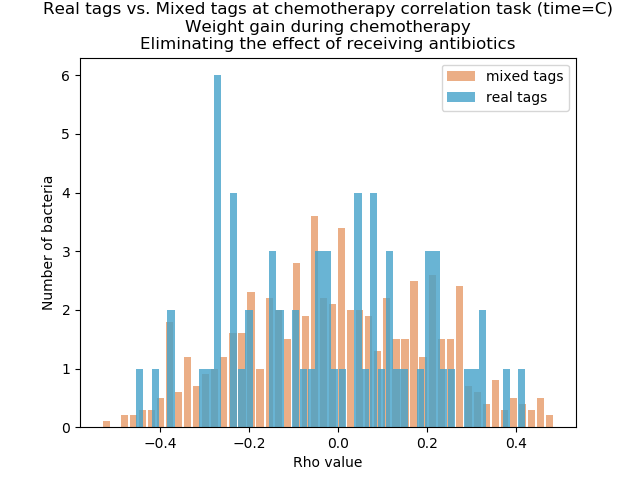 Real tags vs. Mixed tags at chemotherapy correlation task (time=C)
Weight gain during chemotherapy
Eliminating the effect of receiving antibiotics
mixed tags
real tags
Number of bacteria
6
5
4
3
2
1
0
−0.4
−0.2
0.0
0.2
0.4
Rho value